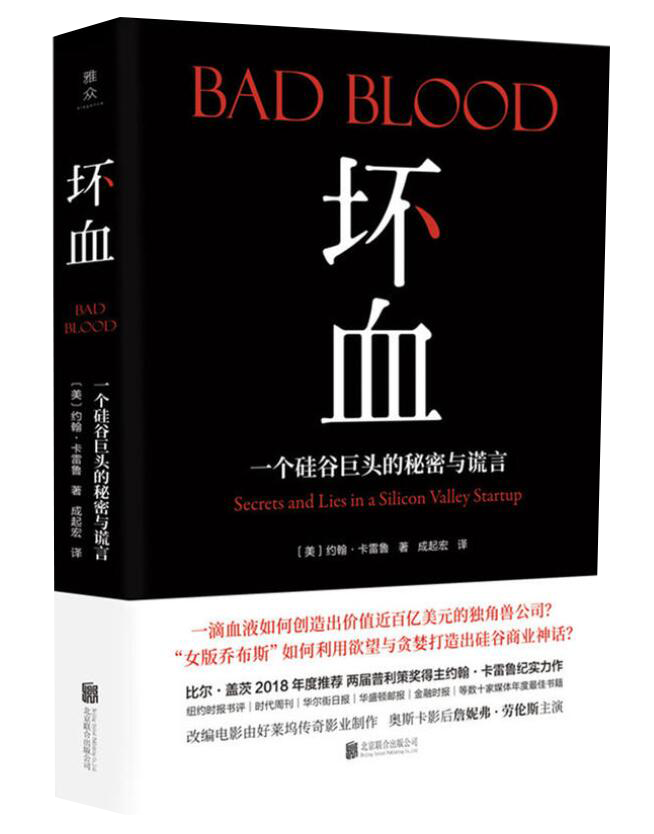 雅众
elegance
坏血
BAD
BLOOD
一个硅谷巨头的秘密与谎言
[美] 约翰·卡雷鲁 著 成起宏 译
北京联合出版公司
BAD BLOOD
坏
血
一个硅谷巨头的秘密与谎言
Secrets and Lies in a Silicon Valley Startup
[美] 约翰·卡雷鲁 著 成起宏 译
一滴血液如何创造出价值近百亿美元的独角兽公司？
“女版乔布斯”如何利用欲望与贪婪打造出硅谷商业神话？
比尔·盖茨 2018 年度推荐 两届普利策奖得主约翰·卡雷鲁纪实力作
纽约时报书评｜时代周刊｜华尔街日报｜华盛顿邮报｜金融时报｜等数十家媒体年度最佳书籍
改编电影由好莱坞传奇影业制作 奥斯卡影后詹妮弗·劳伦斯主演
北京联合出版公司